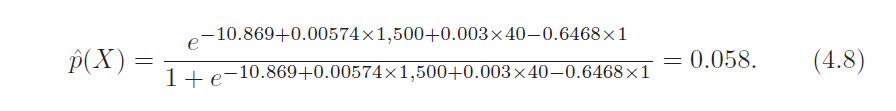 p̂(X) = e^{−10.869+0.00574×1,500+0.003×40−0.6468×1} / 1 + e^{−10.869+0.00574×1,500+0.003×40−0.6468×1} = 0.058. (4.8)